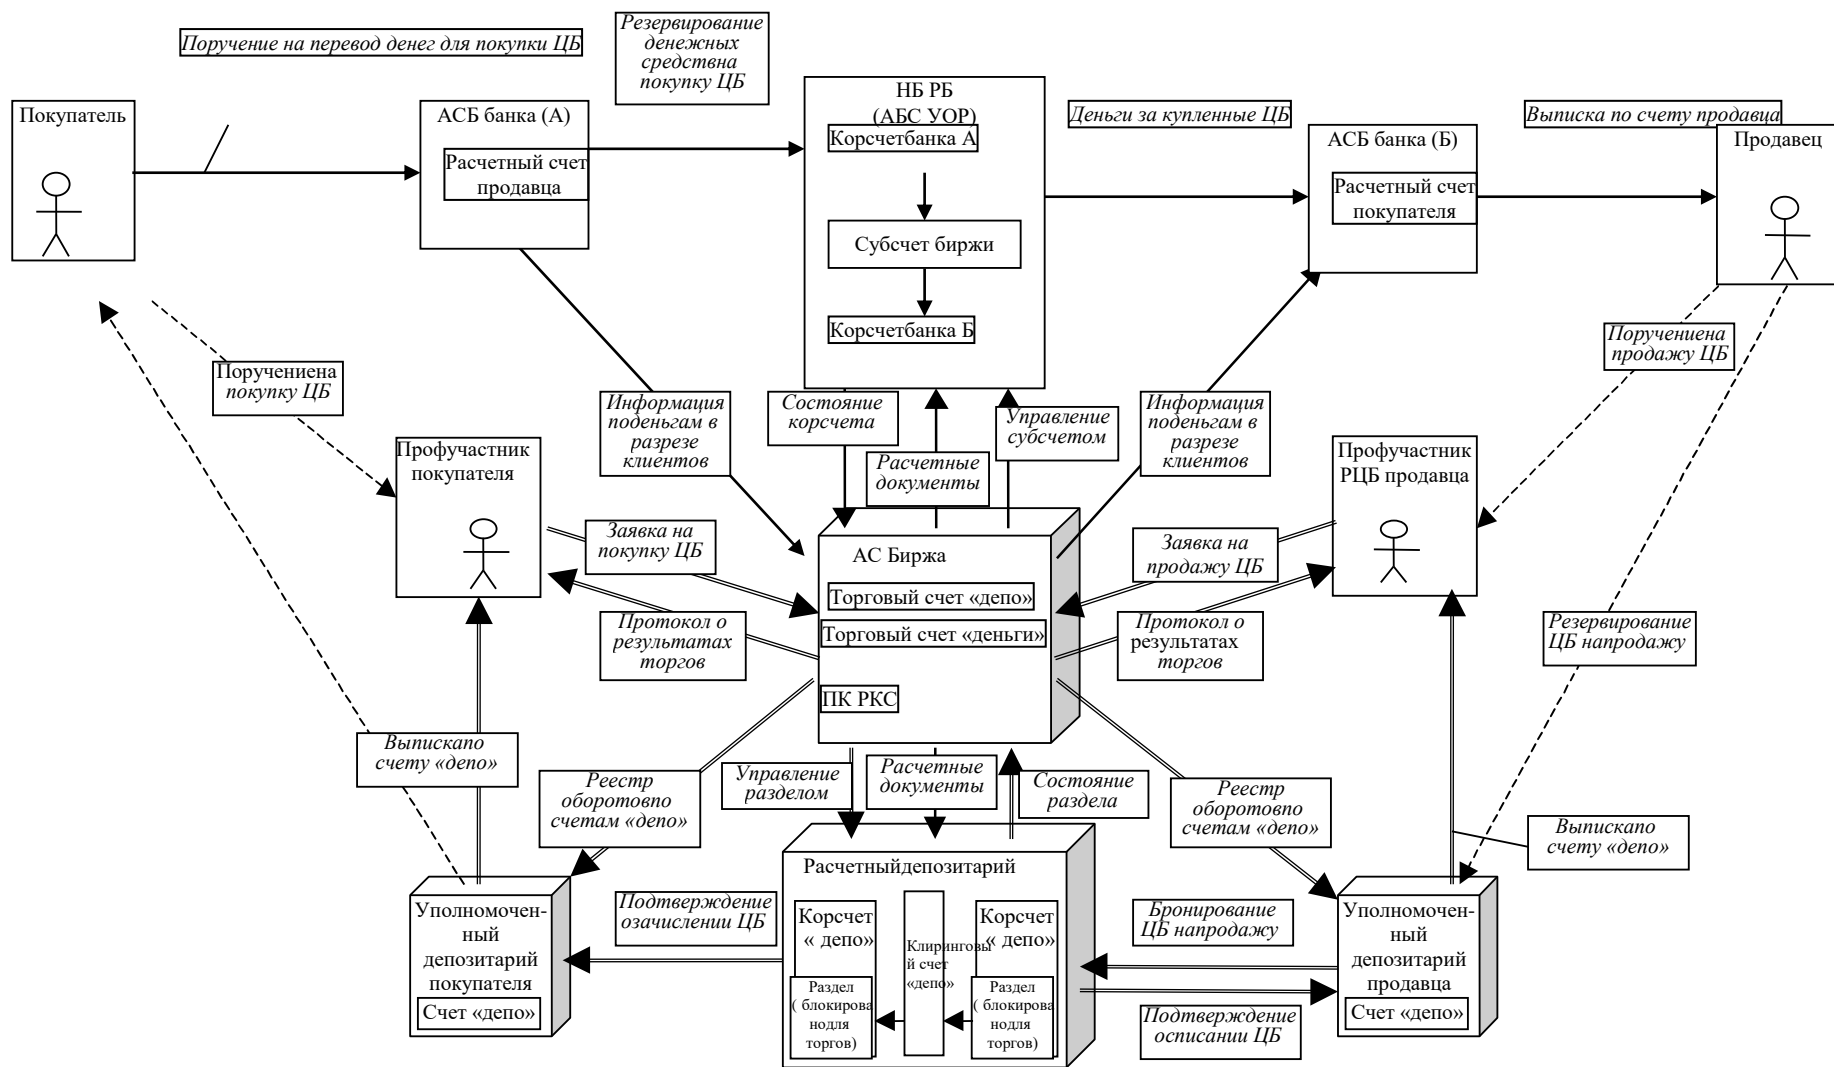 Поручение на перевод денег для покупки ЦБ
Резервирование
денежных
средствна
покупку ЦБ
Покупатель
АСБ банка (А)
Расчетный счет
продавца
НБ РБ
(АБС УОР)
Корсчетбанка А
Субсчет биржи
Корсчетбанка Б
Деньги за купленные ЦБ
АСБ банка (Б)
Расчетный счет
покупателя
Выписка по счету продавца
Продавец
Поручениена
покупку ЦБ
Информация
поденьгам в
разрезе
клиентов
Состояние
корсчета
Расчетные
документы
Управление
субсчетом
Информация
поденьгам в
разрезе
клиентов
Поручениена
продажу ЦБ
Профучастник
покупателя
Профучастник
РЦБ продавца
Заявка на
покупку ЦБ
АС Биржа
Торговый счет «депо»
Торговый счет «деньги»
ПК РКС
Заявка на
продажу ЦБ
Протокол о
результатах
торгов
Протокол о
результатах
торгов
Резервирование
ЦБ напродажу
Выпискапо
счету «депо»
Реестр
оборотовпо
счетам «депо»
Управление
разделом
Расчетные
документы
Состояние
раздела
Реестр
оборотовпо
счетам «депо»
Выпискапо
счету «депо»
Уполномочен-
ный
депозитарий
покупателя
Счет «депо»
Подтверждение
озачислении ЦБ
Расчетныйдепозитарий
Корсчет
« депо»
Раздел
( блокирова
нодля
торгов)
Клиринговы
й счет
«депо»
Корсчет
« депо»
Раздел
( блокирова
нодля
торгов)
Бронирование
ЦБ напродажу
Подтверждение
осписании ЦБ
Уполномочен-
ный
депозитарий
продавца
Счет «депо»